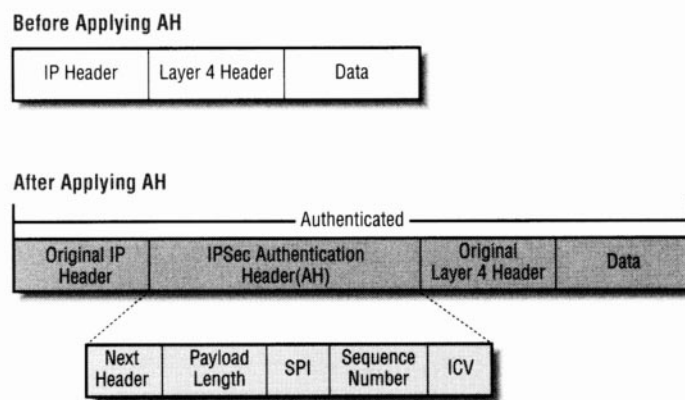 Before Applying AH
IP Header Layer 4 Header Data
After Applying AH
Authenticated
Original IP Header IPSec Authentication Header(AH) Original Layer 4 Header Data
Next Header Payload Length SPI Sequence Number ICV